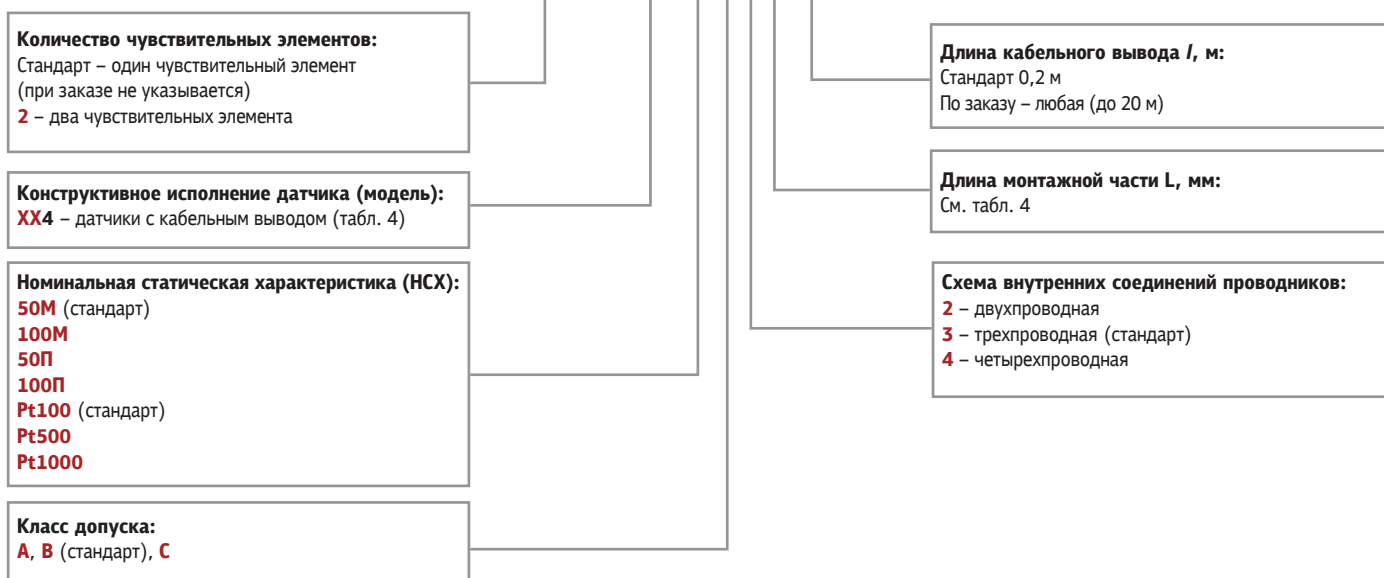 Количество чувствительных элементов:
Стандарт – один чувствительный элемент
(при заказе не указывается)
2 – два чувствительных элемента
Конструктивное исполнение датчика (модель):
ХХ4 – датчики с кабельным выводом (табл. 4)
Номинальная статическая характеристика (НСХ):
50М (стандарт)
100М
50П
100П
Pt100 (стандарт)
Pt500
Pt1000
Класс допуска:
А, В (стандарт), С
Длина кабельного вывода l, м:
Стандарт 0,2 м
По заказу – любая (до 20 м)
Длина монтажной части L, мм:
См. табл. 4
Схема внутренних соединений проводников:
2 – двухпроводная
3 – трехпроводная (стандарт)
4 – четырехпроводная